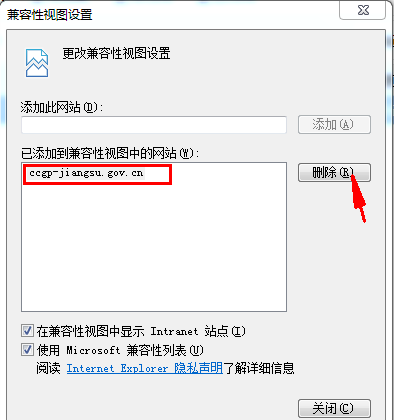 兼容性视图设置
更改兼容性视图设置
添加此网站(D):
添加(A)
已添加到兼容性视图中的网站(W):
ccgp-jiangsu.gov.cn
删除(R)
在兼容性视图中显示 Intranet 站点(I)
使用 Microsoft 兼容性列表(U)
阅读 Internet Explorer 隐私声明了解详细信息
关闭(C)